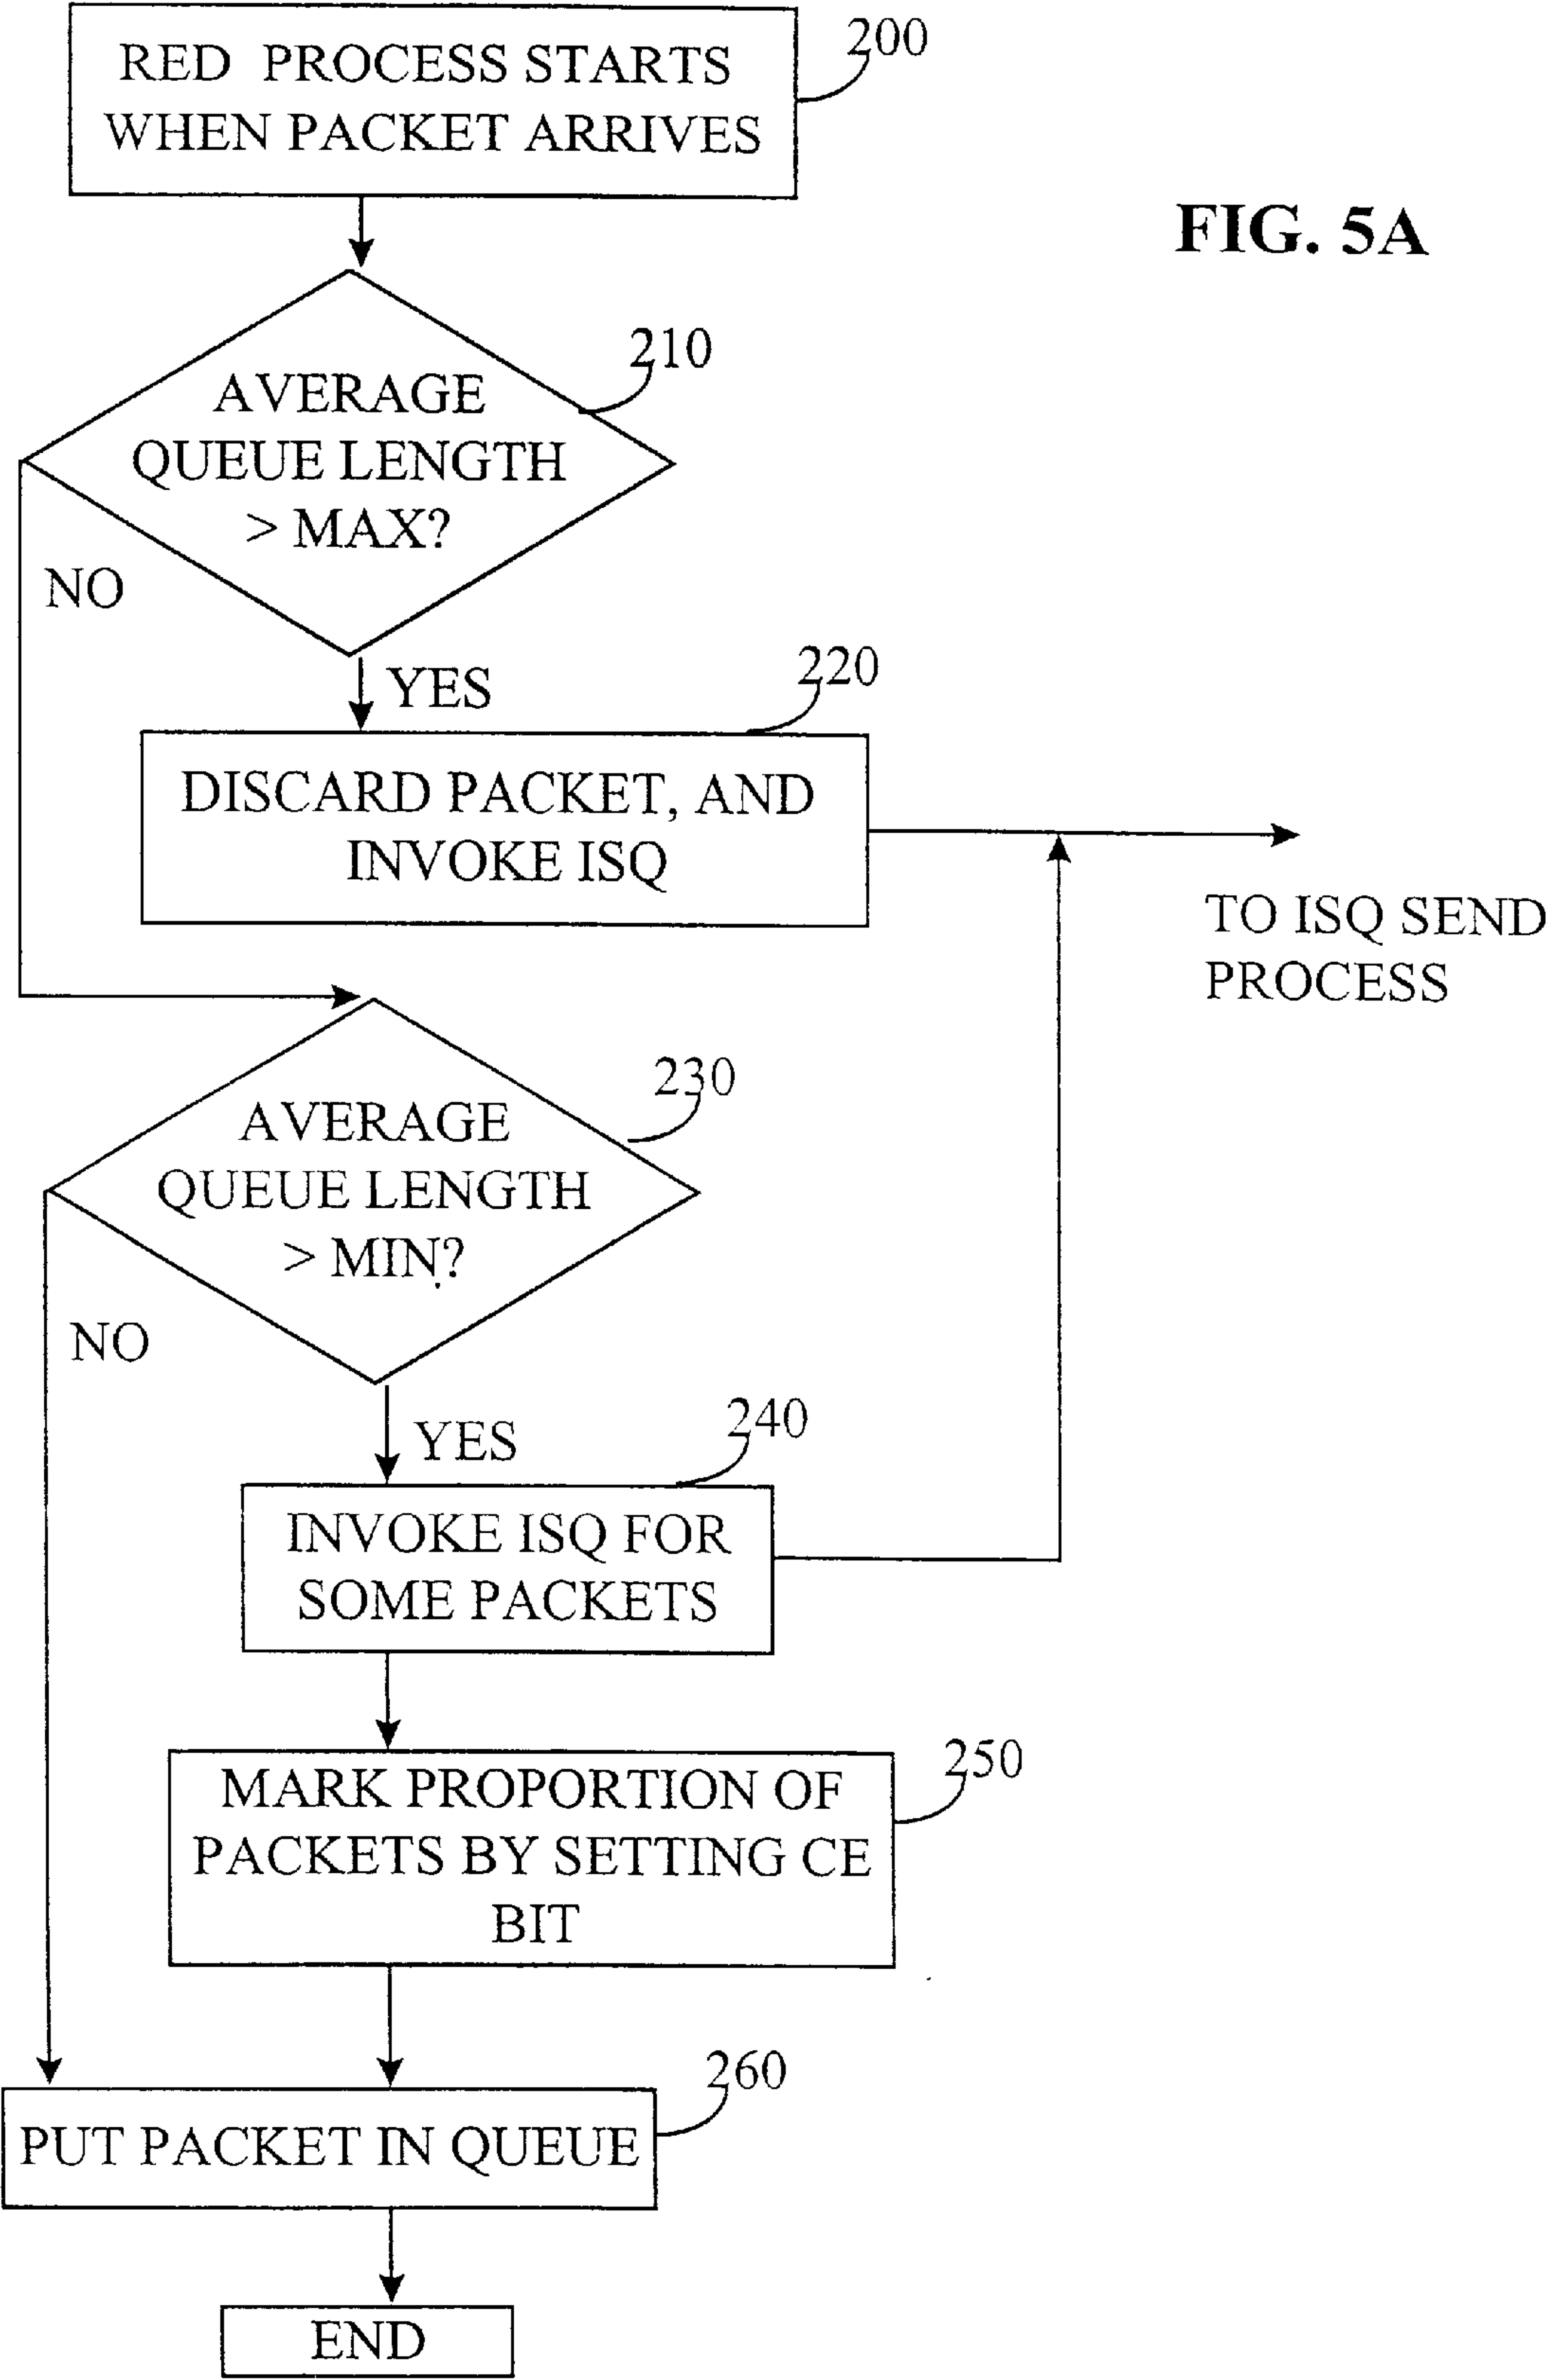 RED PROCESS STARTS
WHEN PACKET ARRIVES
200
FIG. 5A
210
AVERAGE
QUEUE LENGTH
> MAX?
NO
YES
220
DISCARD PACKET, AND
INVOKE ISQ
TO ISQ SEND
PROCESS
230
AVERAGE
QUEUE LENGTH
> MIN?
NO
YES
240
INVOKE ISQ FOR
SOME PACKETS
250
MARK PROPORTION OF
PACKETS BY SETTING CE
BIT
260
PUT PACKET IN QUEUE
END